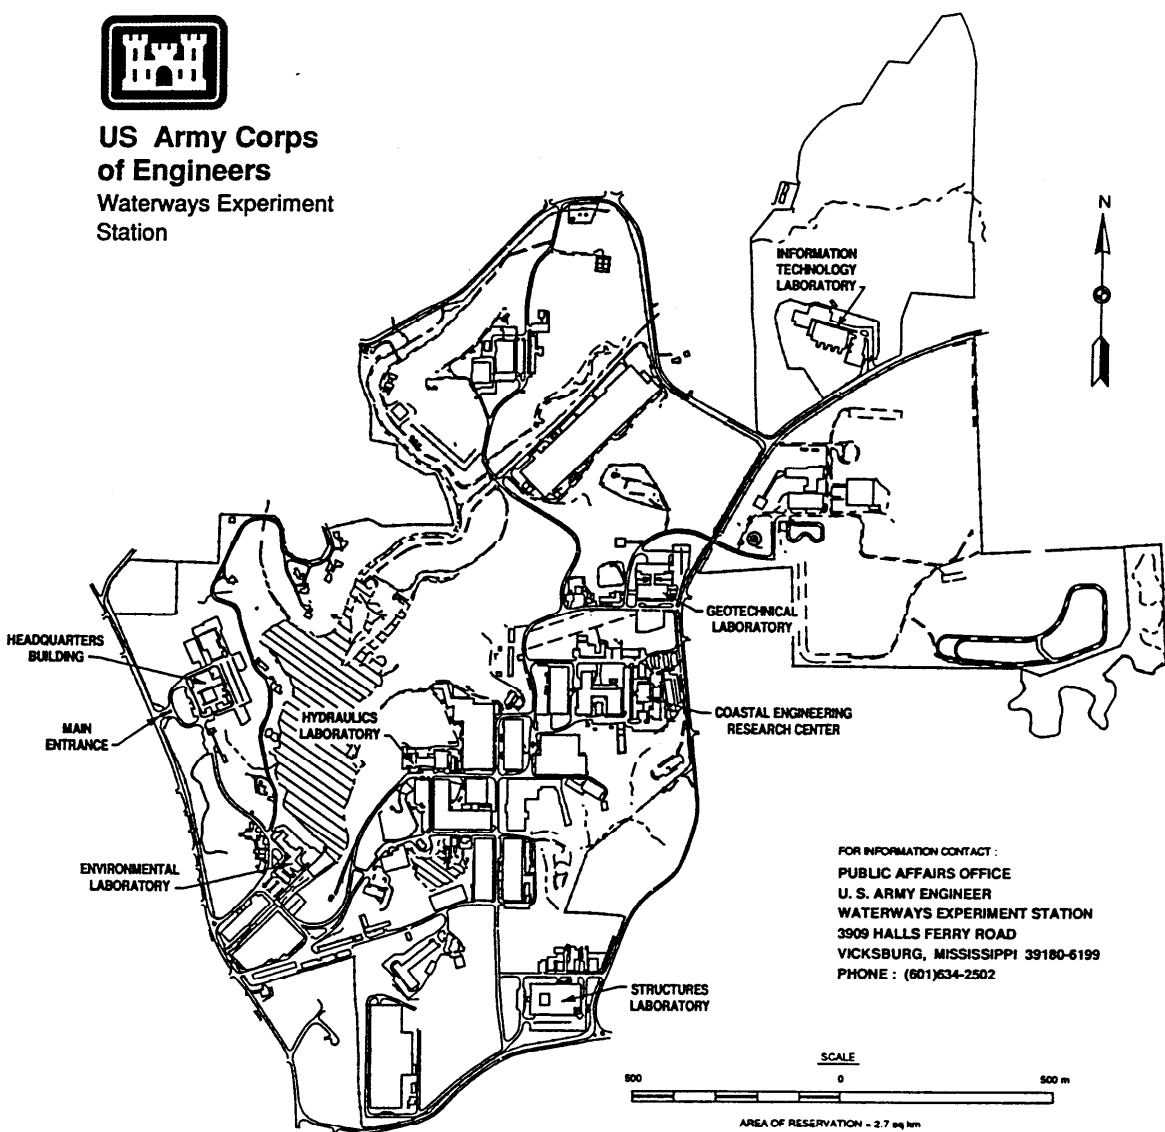 US Army Corps
of Engineers
Waterways Experiment
Station
N
INFORMATION
TECHNOLOGY
LABORATORY
GEOTECHNICAL
LABORATORY
HEADQUARTERS
BUILDING
MAIN
ENTRANCE
HYDRAULICS
LABORATORY
COASTAL ENGINEERING
RESEARCH CENTER
ENVIRONMENTAL
LABORATORY
STRUCTURES
LABORATORY
FOR INFORMATION CONTACT :
PUBLIC AFFAIRS OFFICE
U. S. ARMY ENGINEER
WATERWAYS EXPERIMENT STATION
3909 HALLS FERRY ROAD
VICKSBURG, MISSISSIPPI 39180-6199
PHONE : (601)634-2502
SCALE
500 0 500 m
AREA OF RESERVATION - 2.7 sq km